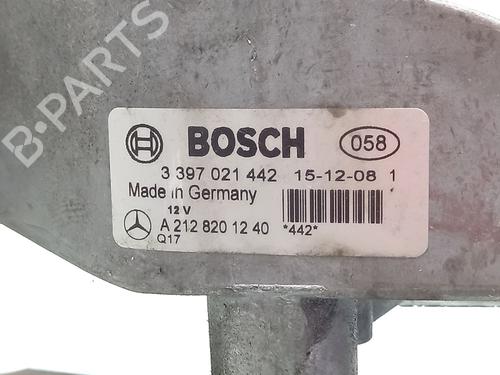 B-PARTS
BOSCH 058
3 397 021 442 15-12-08 1
Made in Germany
12 V
A 212 820 12 40 *442*
Q17